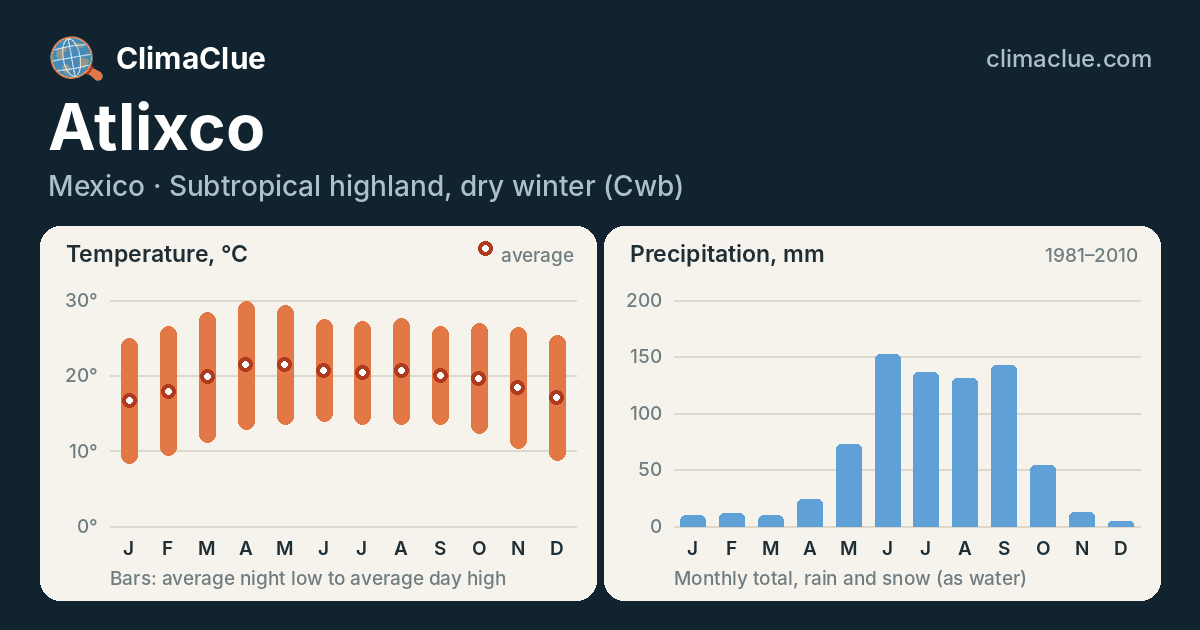 ClimaClue
climaclue.com
Atlixco
Mexico · Subtropical highland, dry winter (Cwb)
Temperature, °C
average
30°
20°
10°
0°
J F M A M J J A S O N D
Bars: average night low to average day high
Precipitation, mm
1981–2010
200
150
100
50
0
J F M A M J J A S O N D
Monthly total, rain and snow (as water)